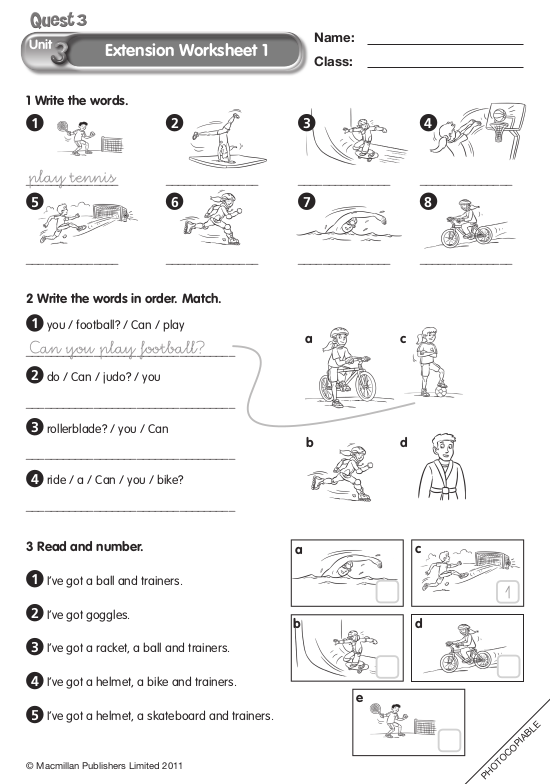 Quest 3
Unit 3 Extension Worksheet 1
Name:
Class:
1 Write the words.
1 2 3 4
play tennis
5 6 7 8
2 Write the words in order. Match.
1 you / football? / Can / play
Can you play football?
2 do / Can / judo? / you
3 rollerblade? / you / Can
4 ride / a / Can / you / bike?
a c
b d
3 Read and number.
1 I've got a ball and trainers.
2 I've got goggles.
3 I've got a racket, a ball and trainers.
4 I've got a helmet, a bike and trainers.
5 I've got a helmet, a skateboard and trainers.
a c
1
b d
e
© Macmillan Publishers Limited 2011
PHOTOCOPIABLE